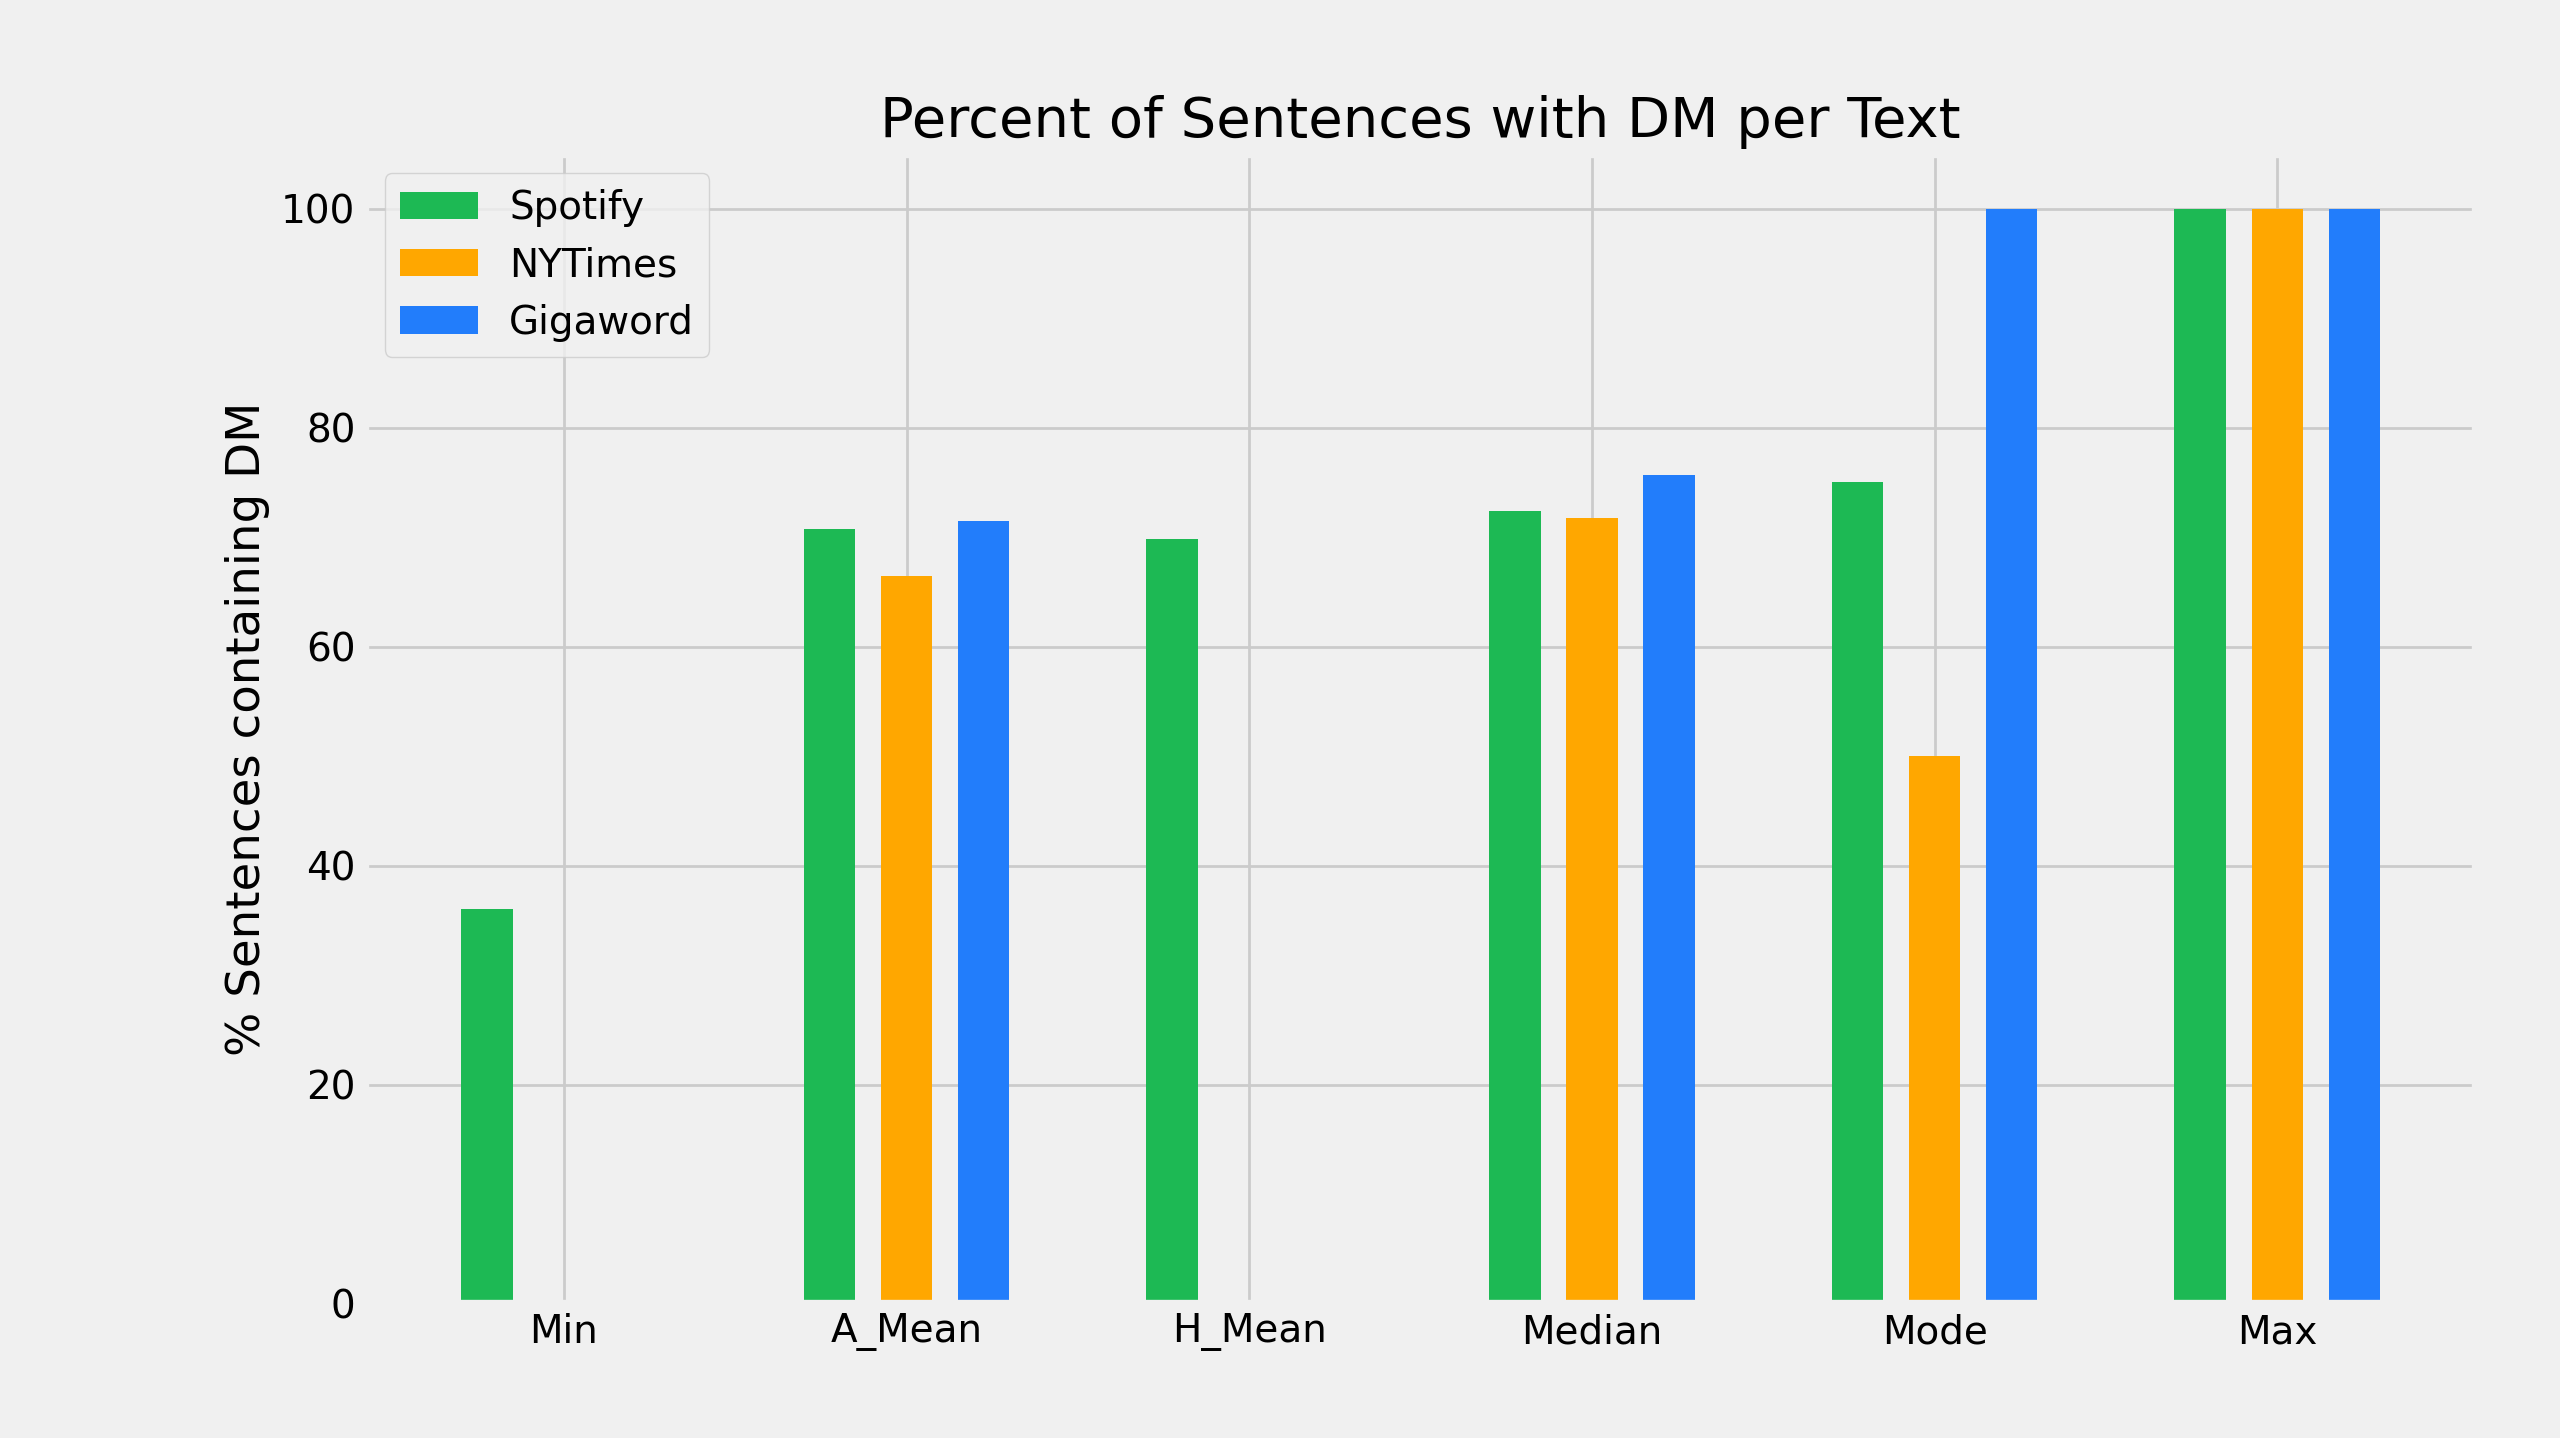 Percent of Sentences with DM per Text
Spotify
NYTimes
Gigaword
% Sentences containing DM
100
80
60
40
20
0
Min A_Mean H_Mean Median Mode Max